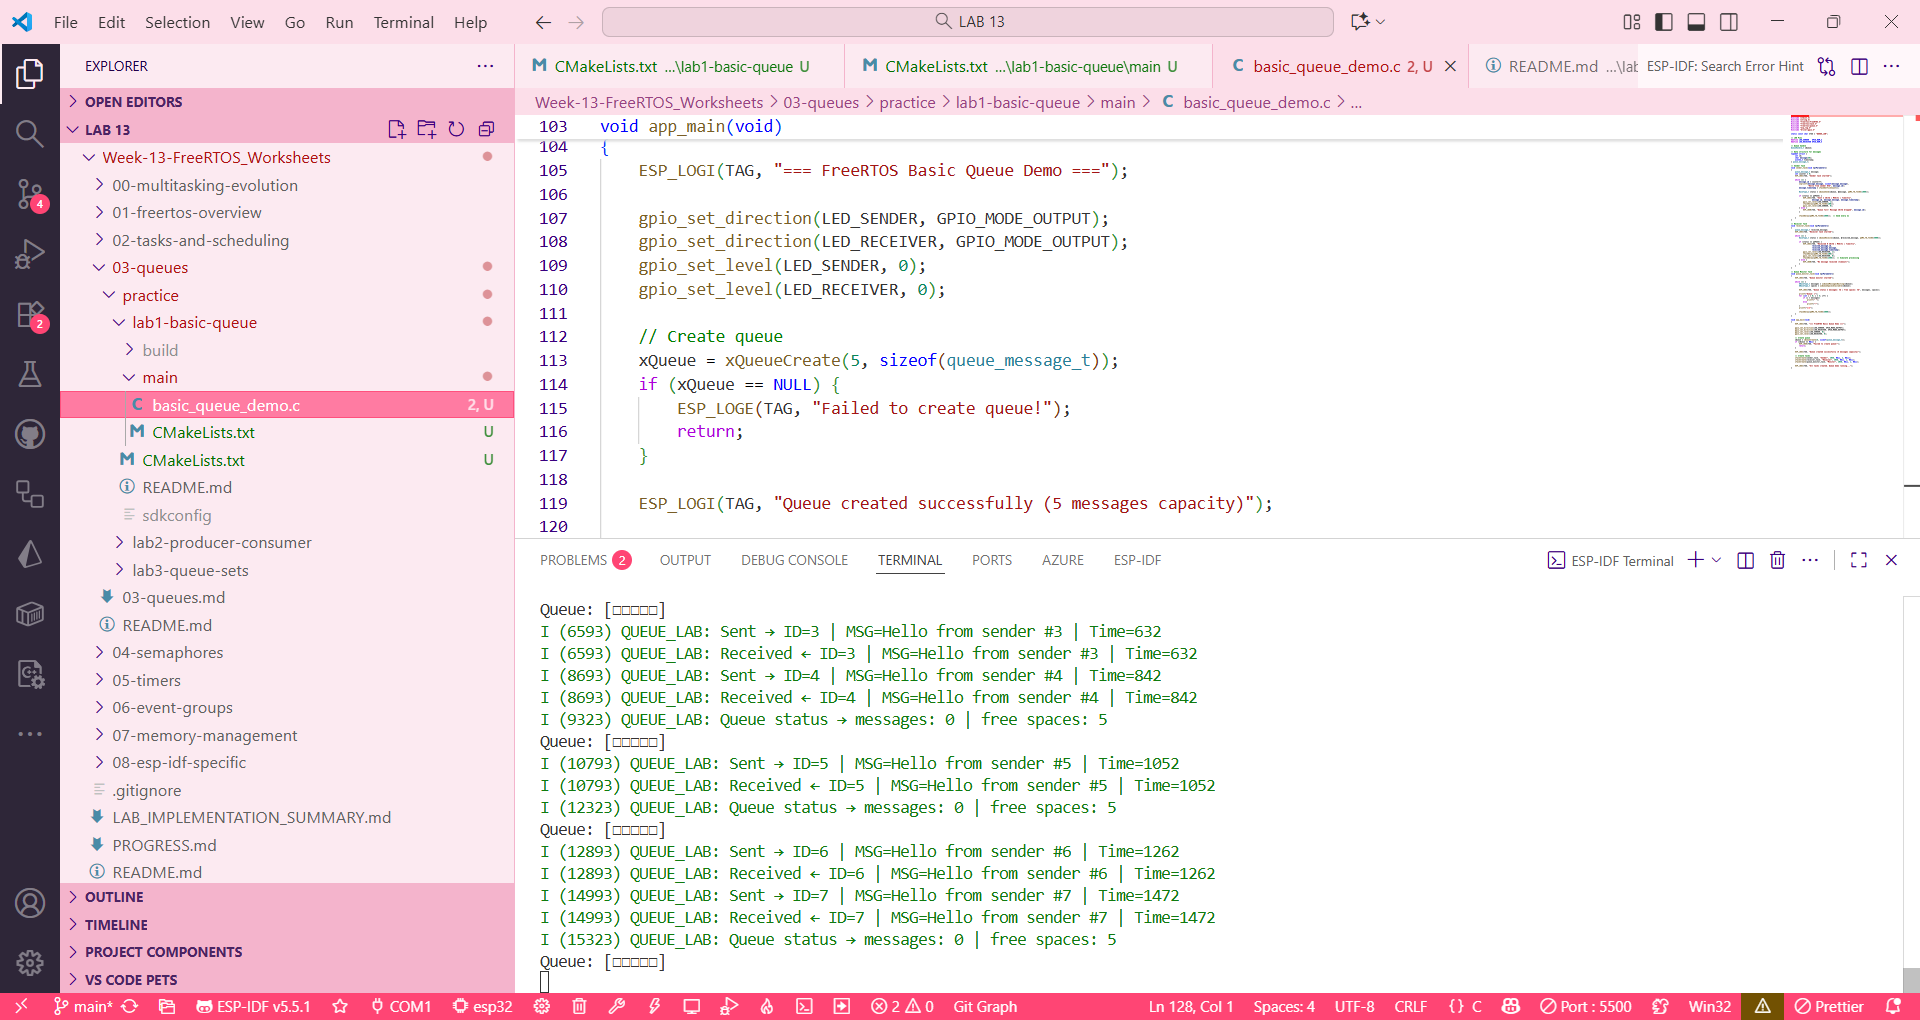 File Edit Selection View Go Run Terminal Help
LAB 13
EXPLORER
OPEN EDITORS
LAB 13
Week-13-FreeRTOS_Worksheets
00-multitasking-evolution
01-freertos-overview
02-tasks-and-scheduling
03-queues
practice
lab1-basic-queue
build
main
C basic_queue_demo.c 2, U
M CMakeLists.txt U
M CMakeLists.txt U
README.md
sdkconfig
lab2-producer-consumer
lab3-queue-sets
03-queues.md
README.md
04-semaphores
05-timers
06-event-groups
07-memory-management
08-esp-idf-specific
.gitignore
LAB_IMPLEMENTATION_SUMMARY.md
PROGRESS.md
README.md
OUTLINE
TIMELINE
PROJECT COMPONENTS
VS CODE PETS
4
2
M CMakeLists.txt ...\lab1-basic-queue U
M CMakeLists.txt ...\lab1-basic-queue\main U
C basic_queue_demo.c 2, U
README.md ...\lab
ESP-IDF: Search Error Hint
Week-13-FreeRTOS_Worksheets > 03-queues > practice > lab1-basic-queue > main > C basic_queue_demo.c > ...
103 void app_main(void)
104 {
105 ESP_LOGI(TAG, "=== FreeRTOS Basic Queue Demo ===");
106
107 gpio_set_direction(LED_SENDER, GPIO_MODE_OUTPUT);
108 gpio_set_direction(LED_RECEIVER, GPIO_MODE_OUTPUT);
109 gpio_set_level(LED_SENDER, 0);
110 gpio_set_level(LED_RECEIVER, 0);
111
112 // Create queue
113 xQueue = xQueueCreate(5, sizeof(queue_message_t));
114 if (xQueue == NULL) {
115 ESP_LOGE(TAG, "Failed to create queue!");
116 return;
117 }
118
119 ESP_LOGI(TAG, "Queue created successfully (5 messages capacity)");
120
PROBLEMS 2 OUTPUT DEBUG CONSOLE TERMINAL PORTS AZURE ESP-IDF
ESP-IDF Terminal
Queue: [□□□□□]
I (6593) QUEUE_LAB: Sent → ID=3 | MSG=Hello from sender #3 | Time=632
I (6593) QUEUE_LAB: Received ← ID=3 | MSG=Hello from sender #3 | Time=632
I (8693) QUEUE_LAB: Sent → ID=4 | MSG=Hello from sender #4 | Time=842
I (8693) QUEUE_LAB: Received ← ID=4 | MSG=Hello from sender #4 | Time=842
I (9323) QUEUE_LAB: Queue status → messages: 0 | free spaces: 5
Queue: [□□□□□]
I (10793) QUEUE_LAB: Sent → ID=5 | MSG=Hello from sender #5 | Time=1052
I (10793) QUEUE_LAB: Received ← ID=5 | MSG=Hello from sender #5 | Time=1052
I (12323) QUEUE_LAB: Queue status → messages: 0 | free spaces: 5
Queue: [□□□□□]
I (12893) QUEUE_LAB: Sent → ID=6 | MSG=Hello from sender #6 | Time=1262
I (12893) QUEUE_LAB: Received ← ID=6 | MSG=Hello from sender #6 | Time=1262
I (14993) QUEUE_LAB: Sent → ID=7 | MSG=Hello from sender #7 | Time=1472
I (14993) QUEUE_LAB: Received ← ID=7 | MSG=Hello from sender #7 | Time=1472
I (15323) QUEUE_LAB: Queue status → messages: 0 | free spaces: 5
Queue: [□□□□□]
main* ESP-IDF v5.5.1 COM1 esp32 2 0 Git Graph Ln 128, Col 1 Spaces: 4 UTF-8 CRLF {} C Port : 5500 Win32 Prettier